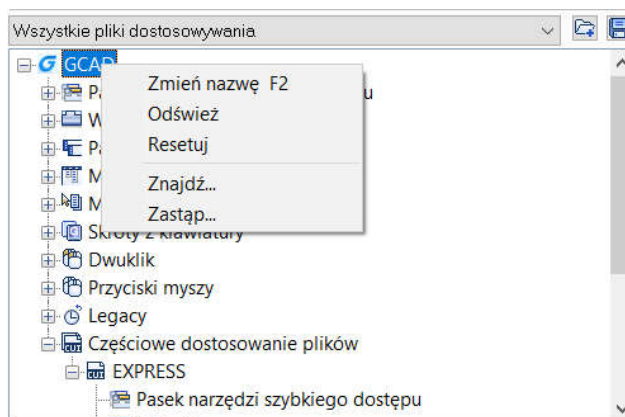 Wszystkie pliki dostosowywania
GCAD
Zmień nazwę F2
Odśwież
Resetuj
Znajdź...
Zastąp...
Skróty z klawiatury
Dwuklik
Przyciski myszy
Legacy
Częściowe dostosowanie plików
EXPRESS
Pasek narzędzi szybkiego dostępu